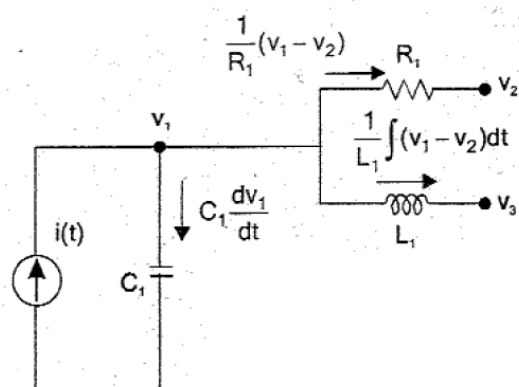 1/R₁ (v₁ – v₂)
R₁
v₂
v₁
1/L₁ ∫(v₁ – v₂)dt
C₁ dv₁/dt
v₃
i(t)
L₁
C₁